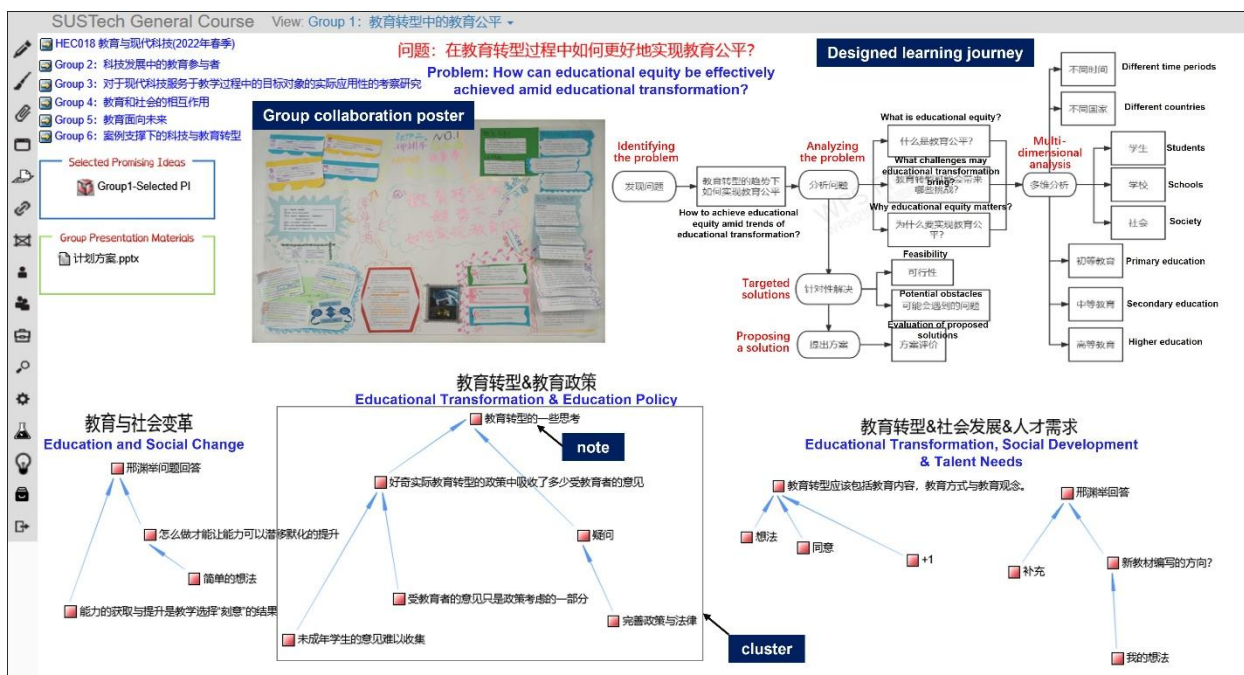 SUSTech General Course View: Group 1：教育转型中的教育公平
HEC018 教育与现代科技(2022年春季)
Group 2：科技发展中的教育参与者
Group 3：对于现代科技服务于教学过程中的目标对象的实际应用性的考察研究
Group 4：教育和社会的相互作用
Group 5：教育面向未来
Group 6：案例支撑下的科技与教育转型
Selected Promising Ideas
Group1-Selected PI
Group Presentation Materials
计划方案.pptx
问题：在教育转型过程中如何更好地实现教育公平?
Problem: How can educational equity be effectively
achieved amid educational transformation?
Group collaboration poster
NO.1
Designed learning journey
Identifying
the problem
发现问题
教育转型的趋势下
如何实现教育公平
How to achieve educational
equity amid trends of
educational transformation?
Analyzing
the problem
分析问题
What is educational equity?
什么是教育公平?
What challenges may
educational transformation
bring?
哪些挑战?
Why educational equity matters?
为什么要实现教育公
平?
Multi-
dimensional
analysis
多维分析
不同时间
Different time periods
不同国家
Different countries
学生
Students
学校
Schools
社会
Society
初等教育
Primary education
中等教育
Secondary education
高等教育
Higher education
Targeted
solutions
针对性解决
Feasibility
可行性
Potential obstacles
可能会遇到的问题
Proposing
a solution
提出方案
Evaluation of proposed
solutions
方案评价
教育与社会变革
Education and Social Change
邢渊举问题回答
怎么做才能让能力可以潜移默化的提升
简单的想法
能力的获取与提升是教学选择"刻意"的结果
教育转型&教育政策
Educational Transformation & Education Policy
教育转型的一些思考
note
好奇实际教育转型的政策中吸收了多少受教育者的意见
疑问
受教育者的意见只是政策考虑的一部分
完善政策与法律
未成年学生的意见难以收集
cluster
教育转型&社会发展&人才需求
Educational Transformation, Social Development
& Talent Needs
教育转型应该包括教育内容，教育方式与教育观念。
想法
同意
+1
邢渊举回答
补充
新教材编写的方向?
我的想法